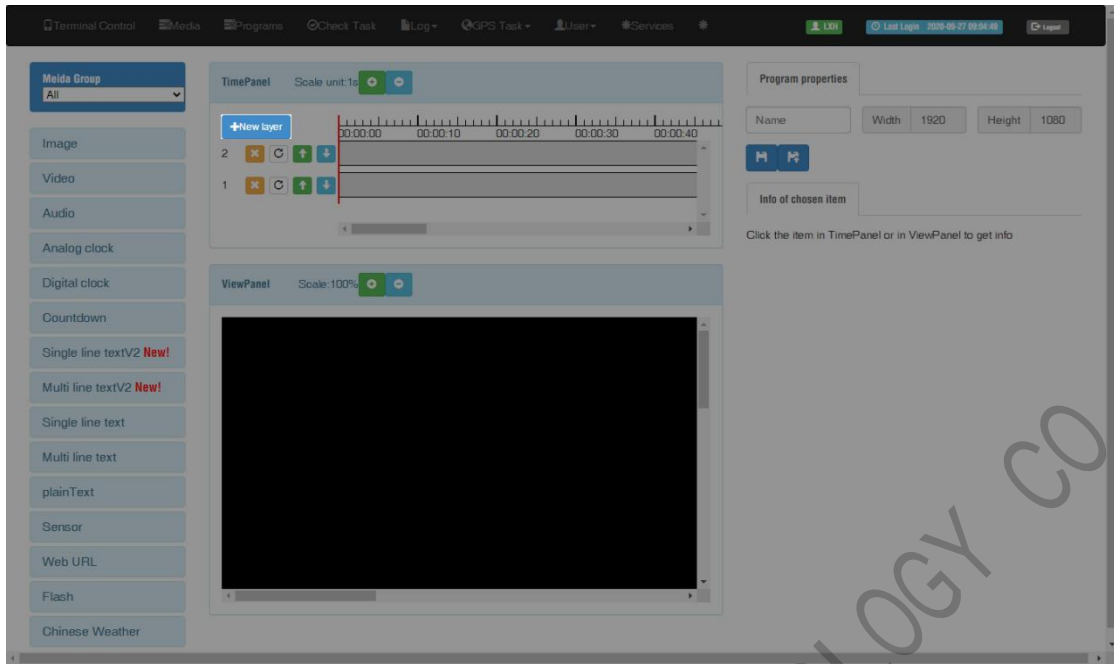 Terminal Control Media Programs Check Task Log GPS Task User Services LXH Last Login 2020-05-27 09:04:49 Logout
Meida Group
All
Image
Video
Audio
Analog clock
Digital clock
Countdown
Single line textV2 New!
Multi line textV2 New!
Single line text
Multi line text
plainText
Sensor
Web URL
Flash
Chinese Weather
TimePanel Scale unit:1s
New layer
00:00:00 00:00:10 00:00:20 00:00:30 00:00:40
2
1
ViewPanel Scale:100%
Program properties
Name Width 1920 Height 1080
Info of chosen item
Click the item in TimePanel or in ViewPanel to get info
LOGY CO